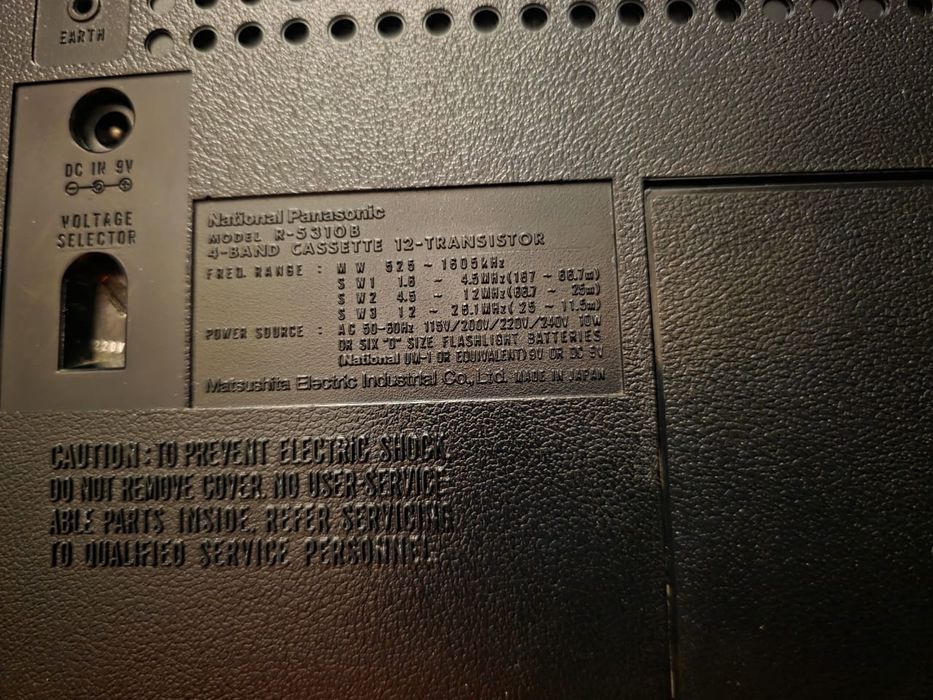 EARTH
DC IN 9V
VOLTAGE
SELECTOR
National Panasonic
MODEL R-5310B
4-BAND CASSETTE 12-TRANSISTOR
FREQ. RANGE : MW 525 ~ 1605kHz
SW1 1.6 ~ 4.5MHz(187 ~ 66.7m)
SW2 4.5 ~ 12MHz(66.7 ~ 25m)
SW3 12 ~ 26.1MHz(25 ~ 11.5m)
POWER SOURCE : AC 50-60Hz 115V/200V/220V/240V 10W
OR SIX "D" SIZE FLASHLIGHT BATTERIES
(National UM-1 OR EQUIVALENT) 9V OR DC 9V
Matsushita Electric Industrial Co., Ltd. MADE IN JAPAN
CAUTION : TO PREVENT ELECTRIC SHOCK,
DO NOT REMOVE COVER. NO USER-SERVICE-
ABLE PARTS INSIDE. REFER SERVICING
TO QUALIFIED SERVICE PERSONNEL.